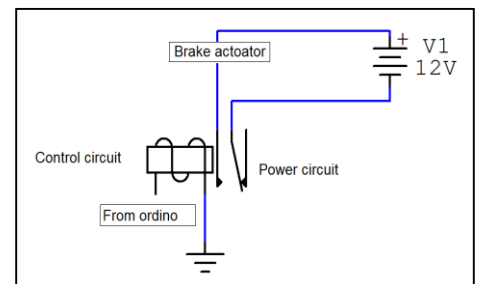 Brake actoator
+ V1
12V
Control circuit
Power circuit
From ordino